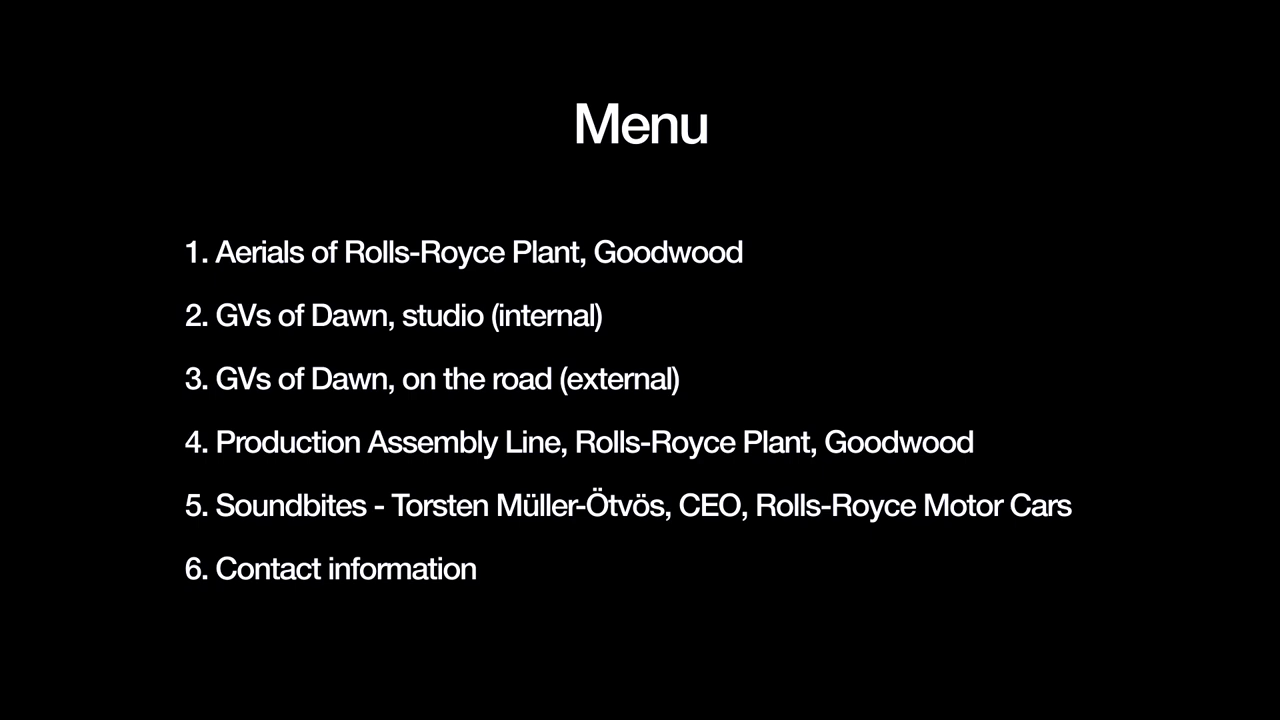 Menu
1. Aerials of Rolls-Royce Plant, Goodwood
2. GVs of Dawn, studio (internal)
3. GVs of Dawn, on the road (external)
4. Production Assembly Line, Rolls-Royce Plant, Goodwood
5. Soundbites - Torsten Müller-Ötvös, CEO, Rolls-Royce Motor Cars
6. Contact information